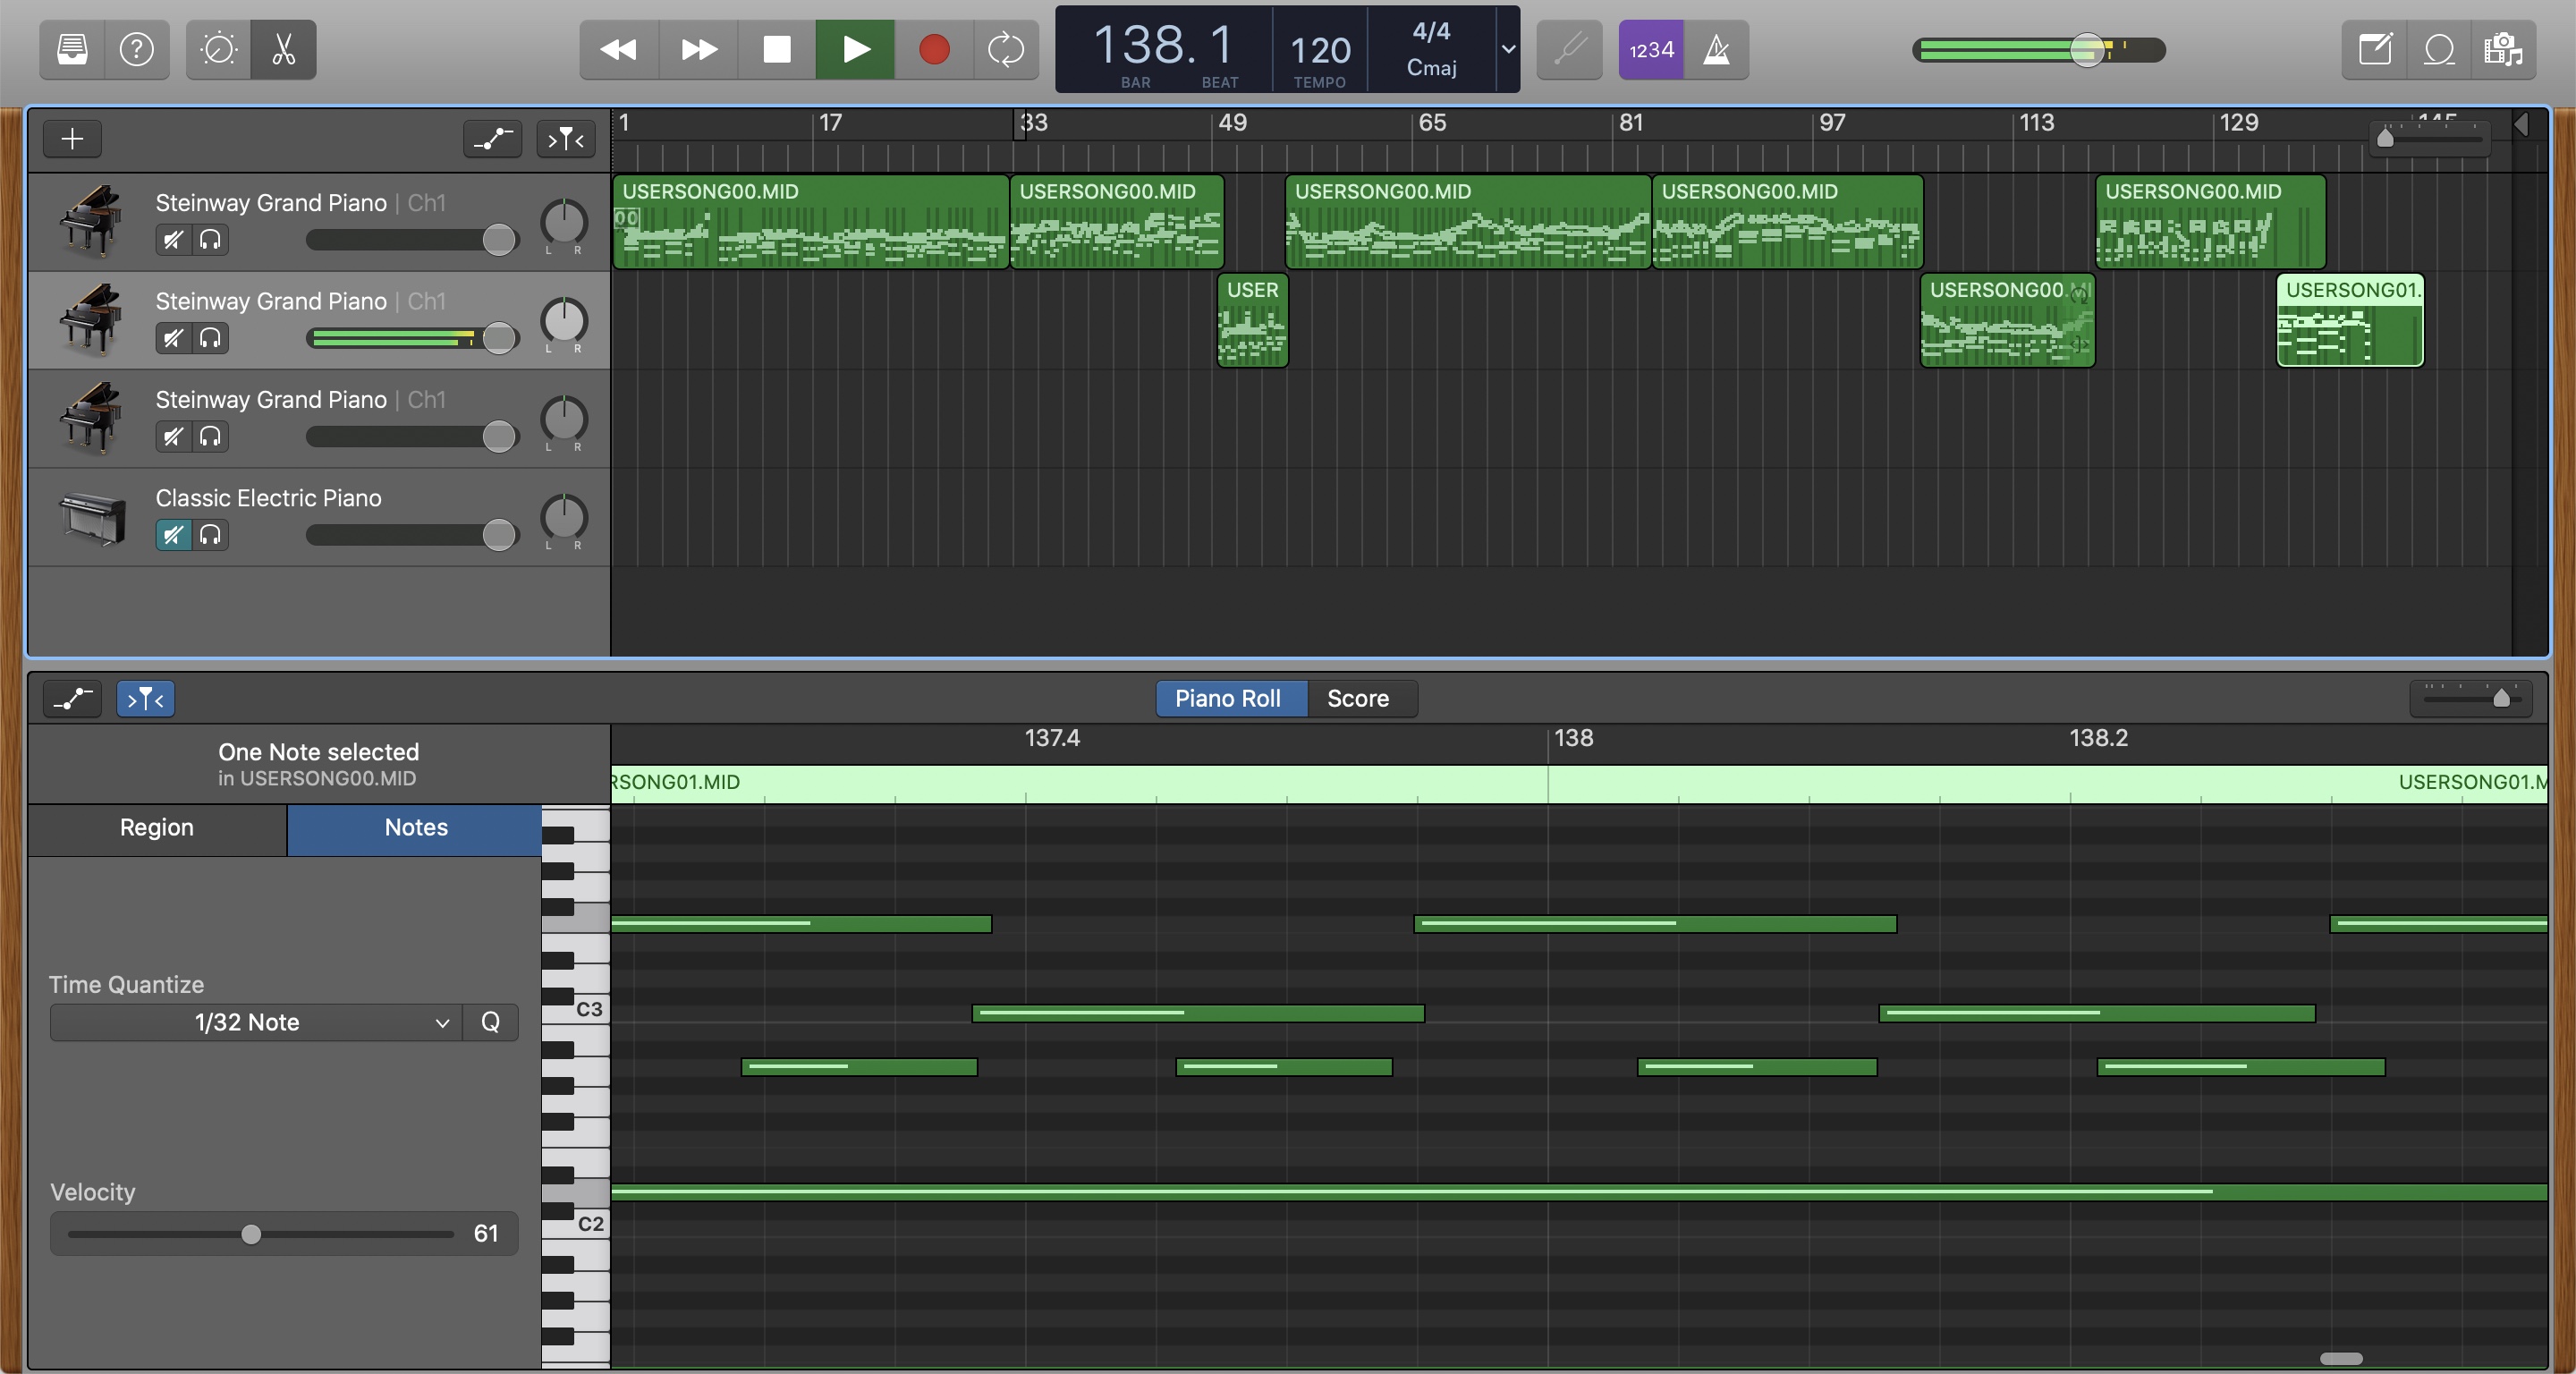 138. 1
BAR
BEAT
120
TEMPO
4/4
Cmaj
1234
1
17
33
49
65
81
97
113
129
145
Steinway Grand Piano | Ch1
L R
USERSONG00.MID
USERSONG00.MID
USERSONG00.MID
USERSONG00.MID
USERSONG00.MID
00
Steinway Grand Piano | Ch1
L R
USER
USERSONG00.MI
USERSONG01.
Steinway Grand Piano | Ch1
L R
Classic Electric Piano
L R
Piano Roll
Score
One Note selected
in USERSONG00.MID
137.4
138
138.2
RSONG01.MID
USERSONG01.M
Region
Notes
Time Quantize
1/32 Note
Q
C3
Velocity
61
C2